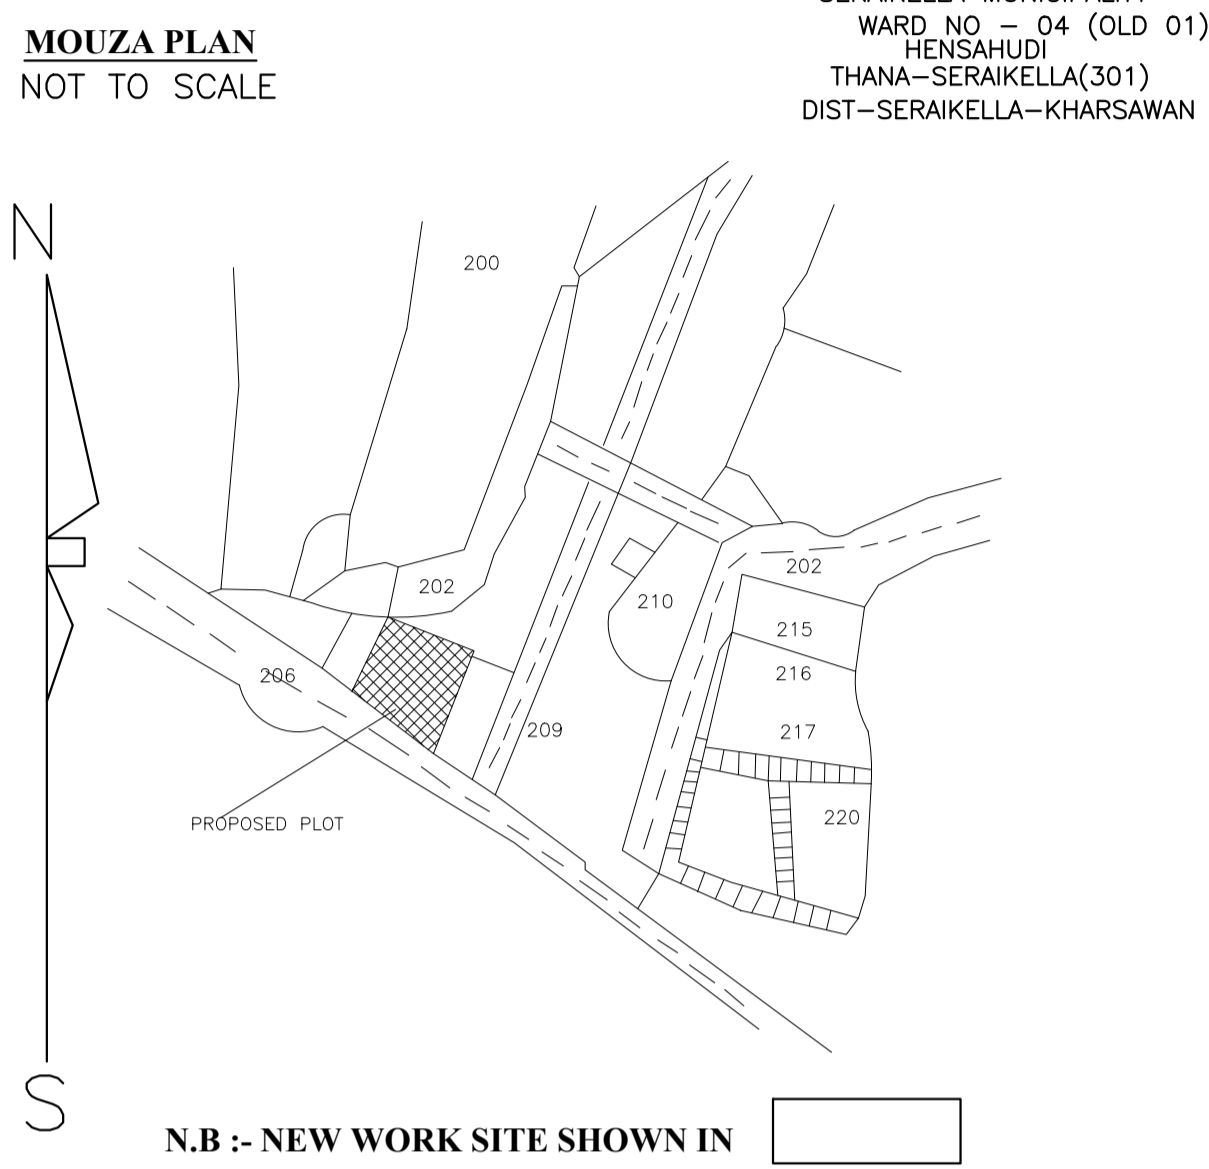 MOUZA PLAN
NOT TO SCALE
WARD NO – 04 (OLD 01)
HENSAHUDI
THANA–SERAIKELLA(301)
DIST–SERAIKELLA–KHARSAWAN
N
200
202
202
210
215
206
216
209
217
PROPOSED PLOT
220
S
N.B :- NEW WORK SITE SHOWN IN